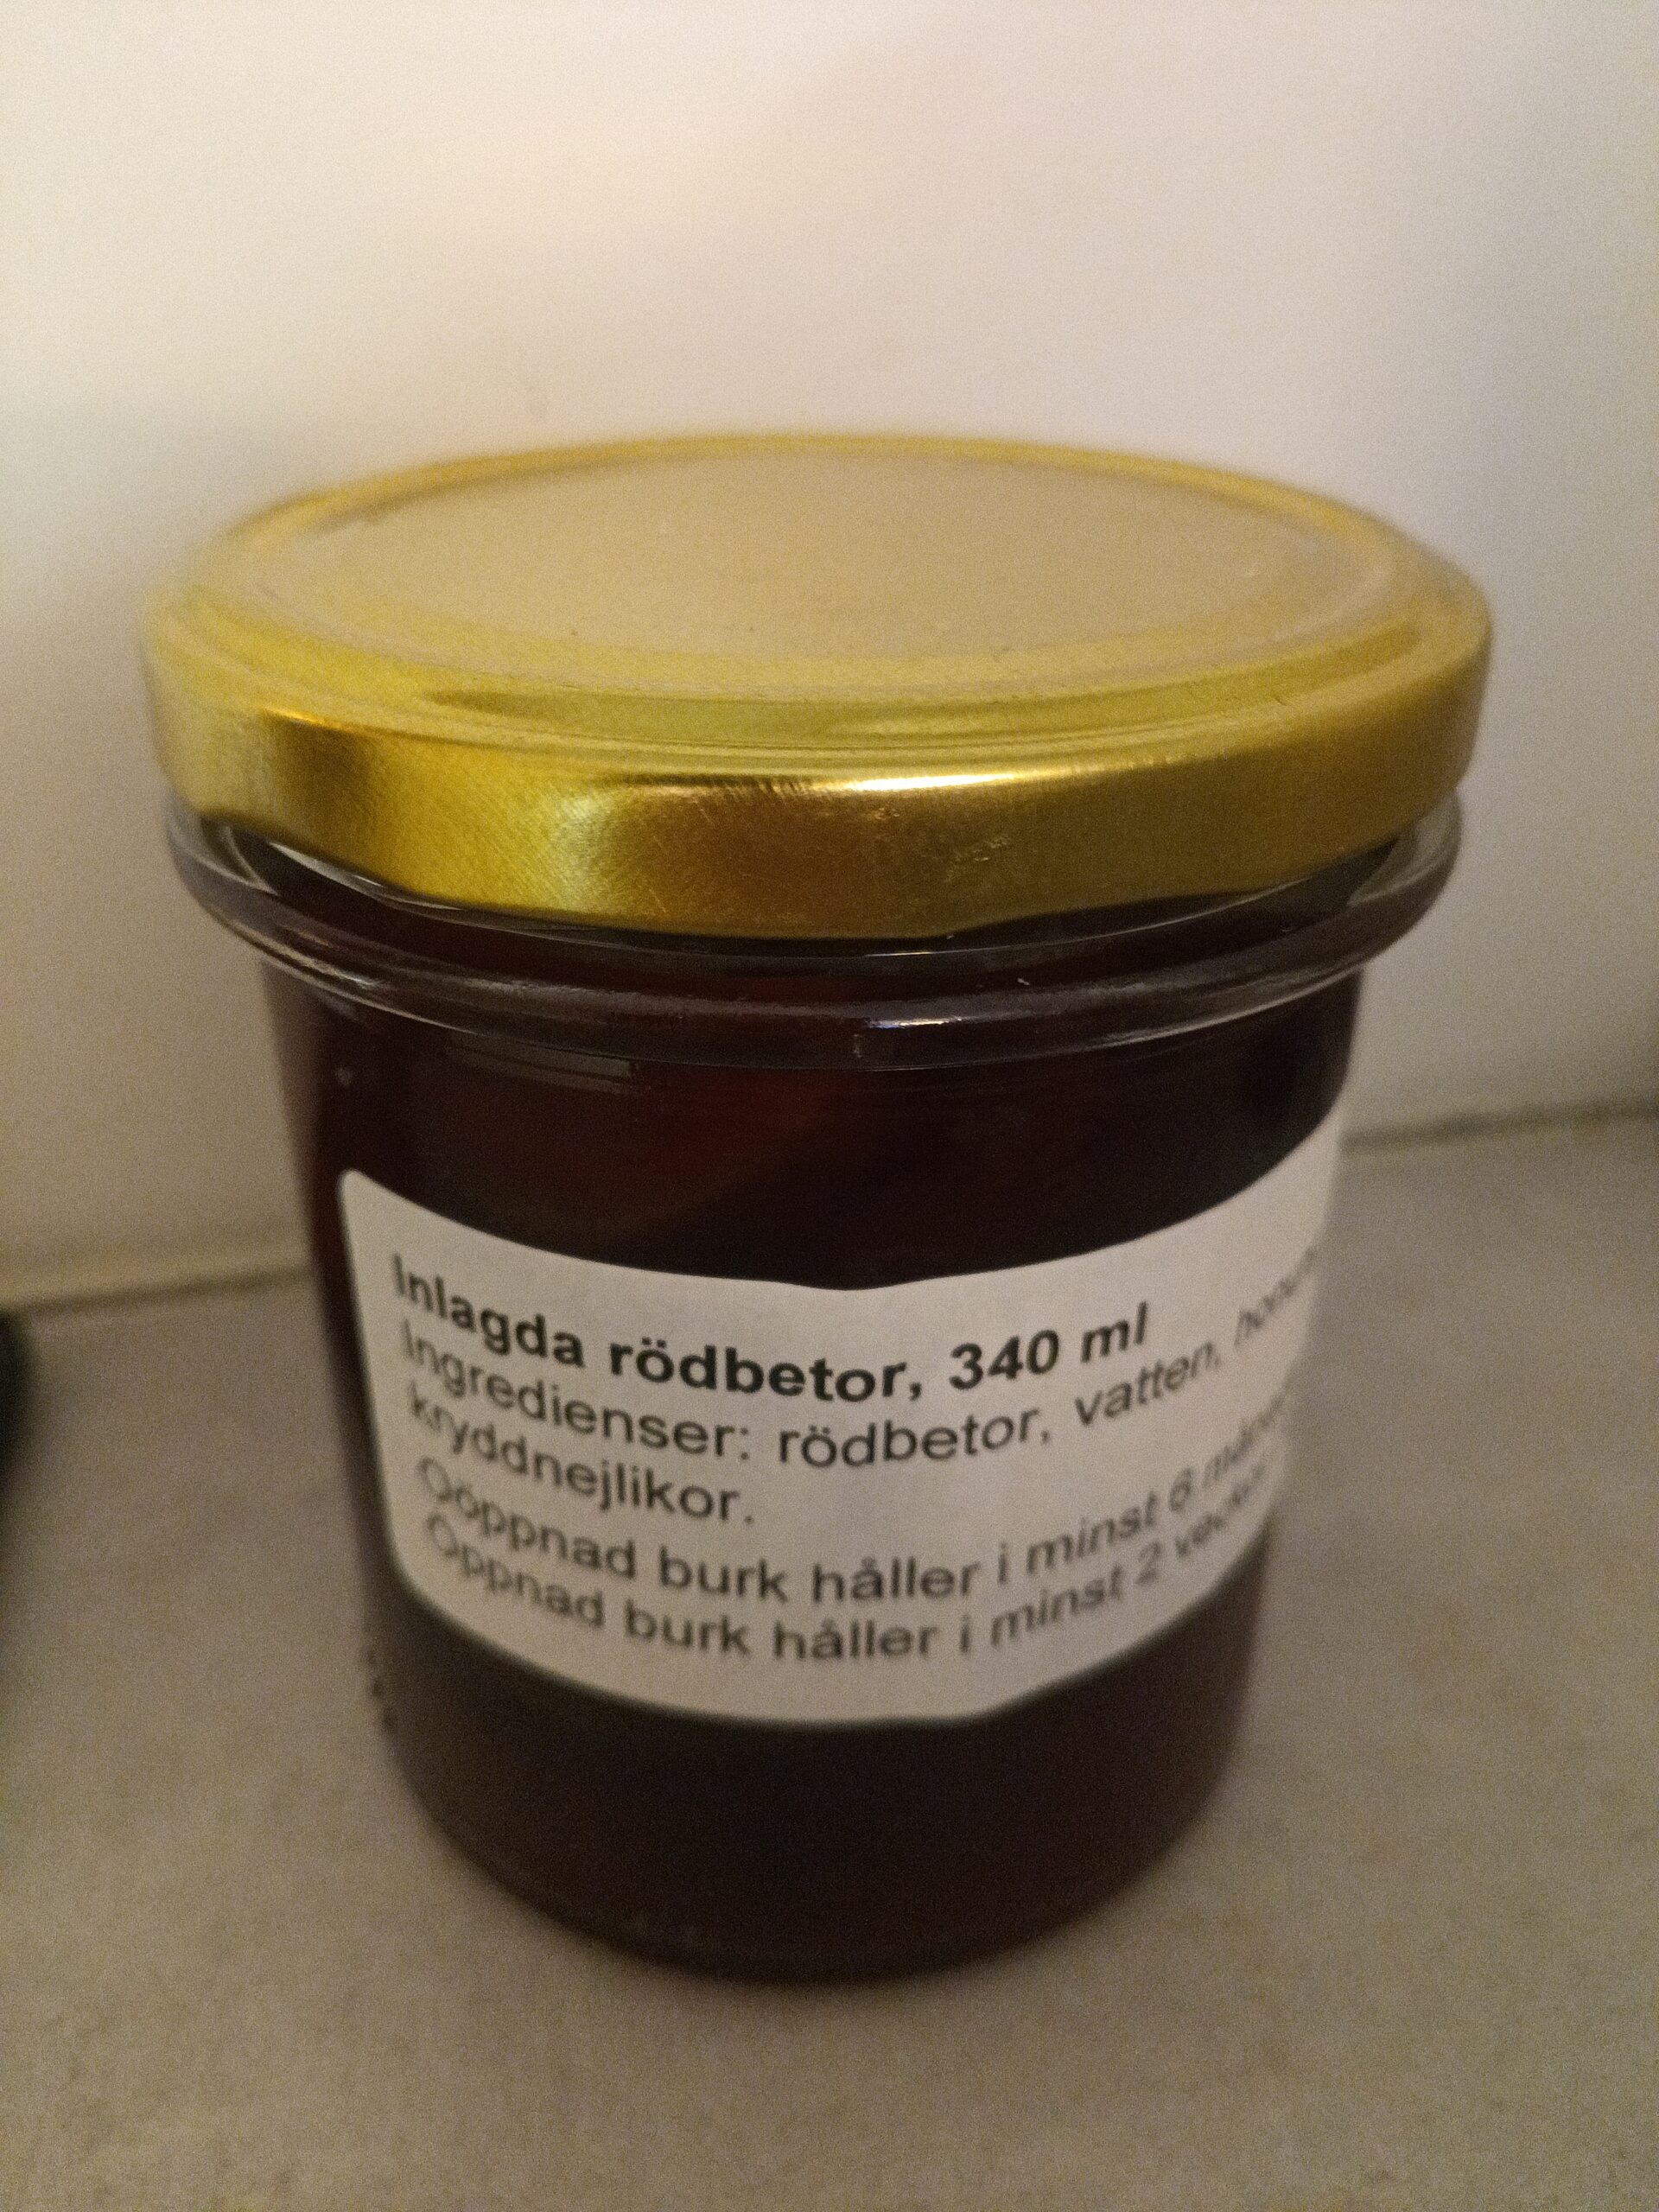 Inlagda rödbetor, 340 ml
Ingredienser: rödbetor, vatten,
kryddnejlikor.
Oöppnad burk håller i minst 6
Öppnad burk håller i minst 2